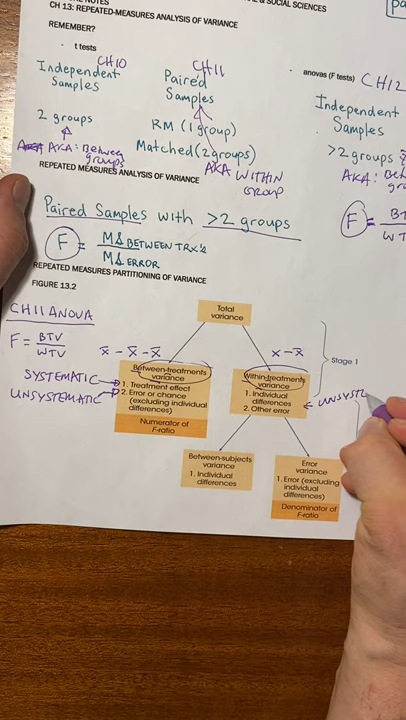 & SOCIAL SCIENCES
CH 13: REPEATED-MEASURES ANALYSIS OF VARIANCE
REMEMBER?
- t tests
CH10
Independent
Samples
2 groups
AKA: Between
groups
CH11
Paired
Samples
RM (1 group)
Matched (2 groups)
AKA WITHIN
GROUP
anovas (F tests) CH12
Independent
Samples
>2 groups
AKA: Bet
gr
F =
REPEATED MEASURES ANALYSIS OF VARIANCE
Paired Samples with >2 groups
F = MS BETWEEN TRX's
MS ERROR
REPEATED MEASURES PARTITIONING OF VARIANCE
FIGURE 13.2
CH11 ANOVA
F = BTV
WTV
x̄ - x̄ - x̄
x - x̄
SYSTEMATIC
UNSYSTEMATIC
Total
variance
Between-treatments
variance
1. Treatment effect
2. Error or chance
(excluding individual
differences)
Numerator of
F-ratio
Within-treatments
variance
1. Individual
differences
2. Other error
Stage 1
UNSYST
Between-subjects
variance
1. Individual
differences
Error
variance
1. Error (excluding
individual
differences)
Denominator of
F-ratio